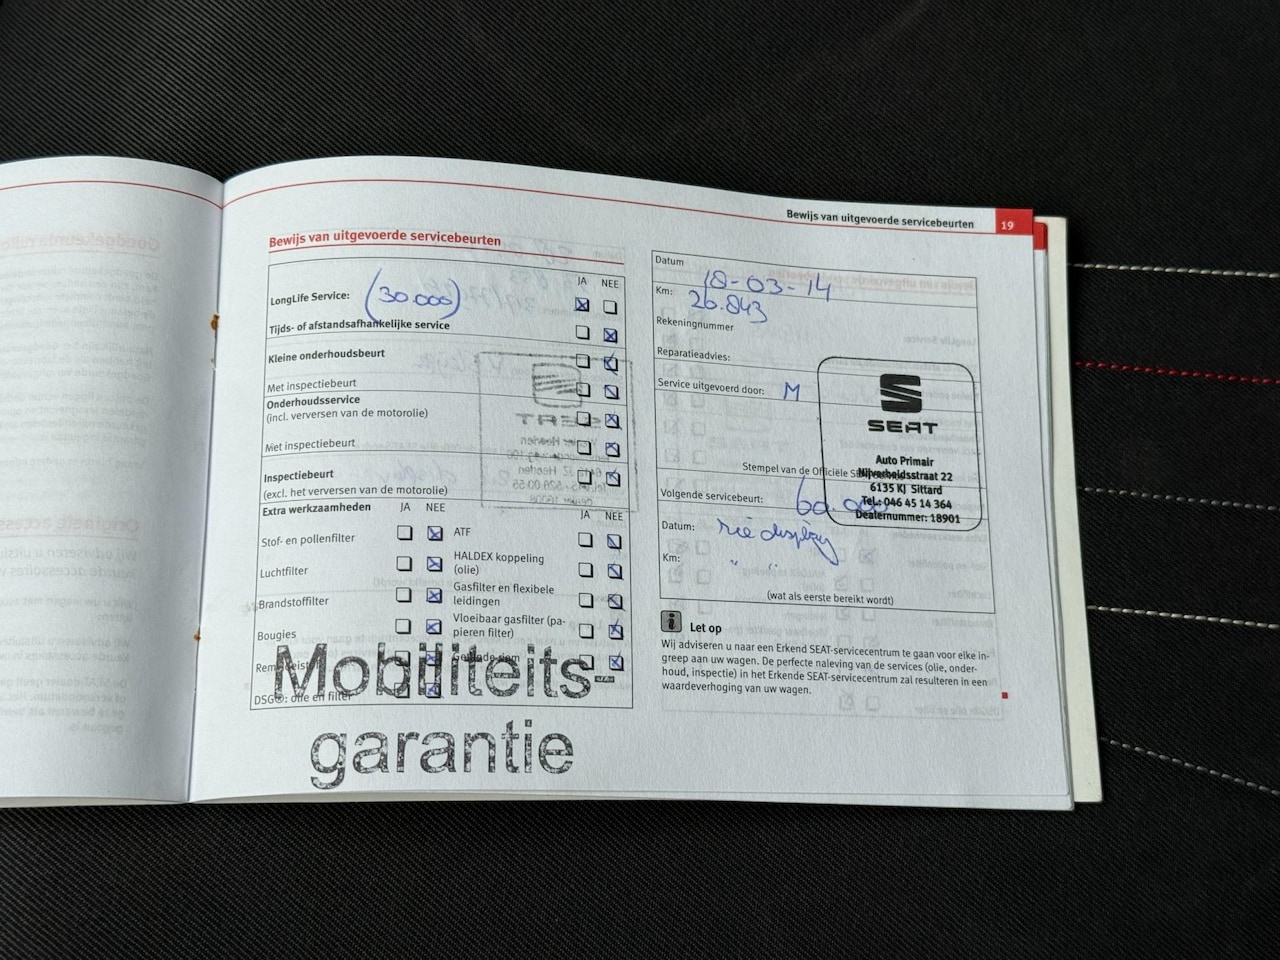 Bewijs van uitgevoerde servicebeurten 19
Bewijs van uitgevoerde servicebeurten
JA NEE
LongLife Service: (30.000)
Tijds- of afstandsafhankelijke service
Kleine onderhoudsbeurt
Met inspectiebeurt
Onderhoudsservice
(incl. verversen van de motorolie)
Met inspectiebeurt
Inspectiebeurt
(excl. het verversen van de motorolie)
Extra werkzaamheden JA NEE
JA NEE
Stof- en pollenfilter
Luchtfilter
Brandstoffilter
Bougies
DSG®: olie en filter
ATF
HALDEX koppeling
(olie)
Gasfilter en flexibele
leidingen
Vloeibaar gasfilter (pa-
pieren filter)
Mobiliteits-
garantie
Datum 18-03-14
Km: 26.843
Rekeningnummer
Reparatieadvies:
Service uitgevoerd door: M
SEAT
Auto Primair
Nijverheidsstraat 22
6135 KJ Sittard
Tel.: 046 45 14 364
Dealernummer: 18901
Stempel van de Officiële
Volgende servicebeurt: 60.000
Datum: zie display
Km: " "
(wat als eerste bereikt wordt)
i Let op
Wij adviseren u naar een Erkend SEAT-servicecentrum te gaan voor elke in-
greep aan uw wagen. De perfecte naleving van de services (olie, onder-
houd, inspectie) in het Erkende SEAT-servicecentrum zal resulteren in een
waardeverhoging van uw wagen.